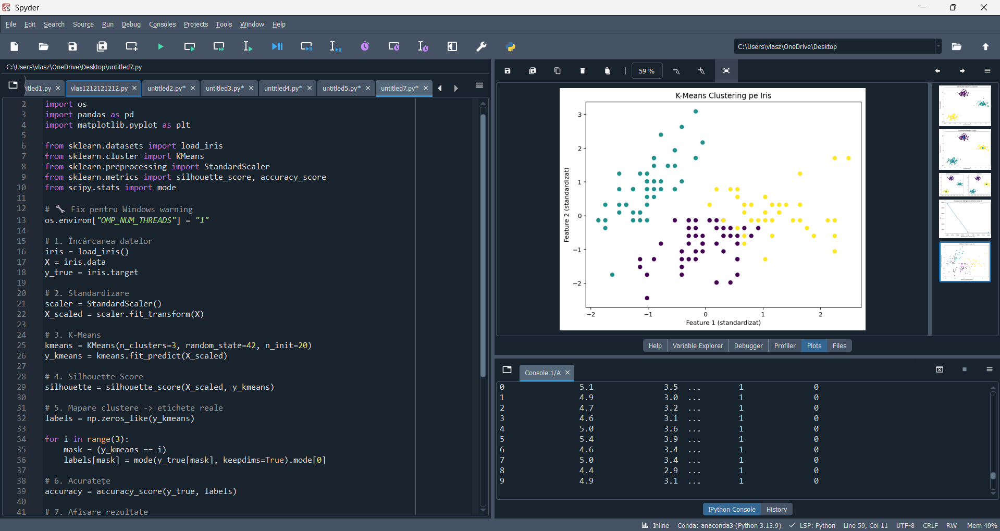 Spyder
File Edit Search Source Run Debug Consoles Projects Tools Window Help
C:\Users\vlasz\OneDrive\Desktop
C:\Users\vlasz\OneDrive\Desktop\untitled7.py
itled1.py vlas1212121212.py untitled2.py* untitled3.py* untitled4.py* untitled5.py* untitled7.py*
2 import os
3 import pandas as pd
4 import matplotlib.pyplot as plt
5
6 from sklearn.datasets import load_iris
7 from sklearn.cluster import KMeans
8 from sklearn.preprocessing import StandardScaler
9 from sklearn.metrics import silhouette_score, accuracy_score
10 from scipy.stats import mode
11
12 # 🔧 Fix pentru Windows warning
13 os.environ["OMP_NUM_THREADS"] = "1"
14
15 # 1. Încărcarea datelor
16 iris = load_iris()
17 X = iris.data
18 y_true = iris.target
19
20 # 2. Standardizare
21 scaler = StandardScaler()
22 X_scaled = scaler.fit_transform(X)
23
24 # 3. K-Means
25 kmeans = KMeans(n_clusters=3, random_state=42, n_init=20)
26 y_kmeans = kmeans.fit_predict(X_scaled)
27
28 # 4. Silhouette Score
29 silhouette = silhouette_score(X_scaled, y_kmeans)
30
31 # 5. Mapare clustere -> etichete reale
32 labels = np.zeros_like(y_kmeans)
33
34 for i in range(3):
35 mask = (y_kmeans == i)
36 labels[mask] = mode(y_true[mask], keepdims=True).mode[0]
37
38 # 6. Acuratețe
39 accuracy = accuracy_score(y_true, labels)
40
41 # 7. Afisare rezultate
59 %
K-Means Clustering pe Iris
Feature 2 (standardizat)
3
2
1
0
−1
−2
−2 −1 0 1 2
Feature 1 (standardizat)
Help Variable Explorer Debugger Profiler Plots Files
Console 1/A
0 5.1 3.5 ... 1 0
1 4.9 3.0 ... 1 0
2 4.7 3.2 ... 1 0
3 4.6 3.1 ... 1 0
4 5.0 3.6 ... 1 0
5 5.4 3.9 ... 1 0
6 4.6 3.4 ... 1 0
7 5.0 3.4 ... 1 0
8 4.4 2.9 ... 1 0
9 4.9 3.1 ... 1 0
IPython Console History
Inline Conda: anaconda3 (Python 3.13.9) LSP: Python Line 59, Col 11 UTF-8 CRLF RW Mem 49%